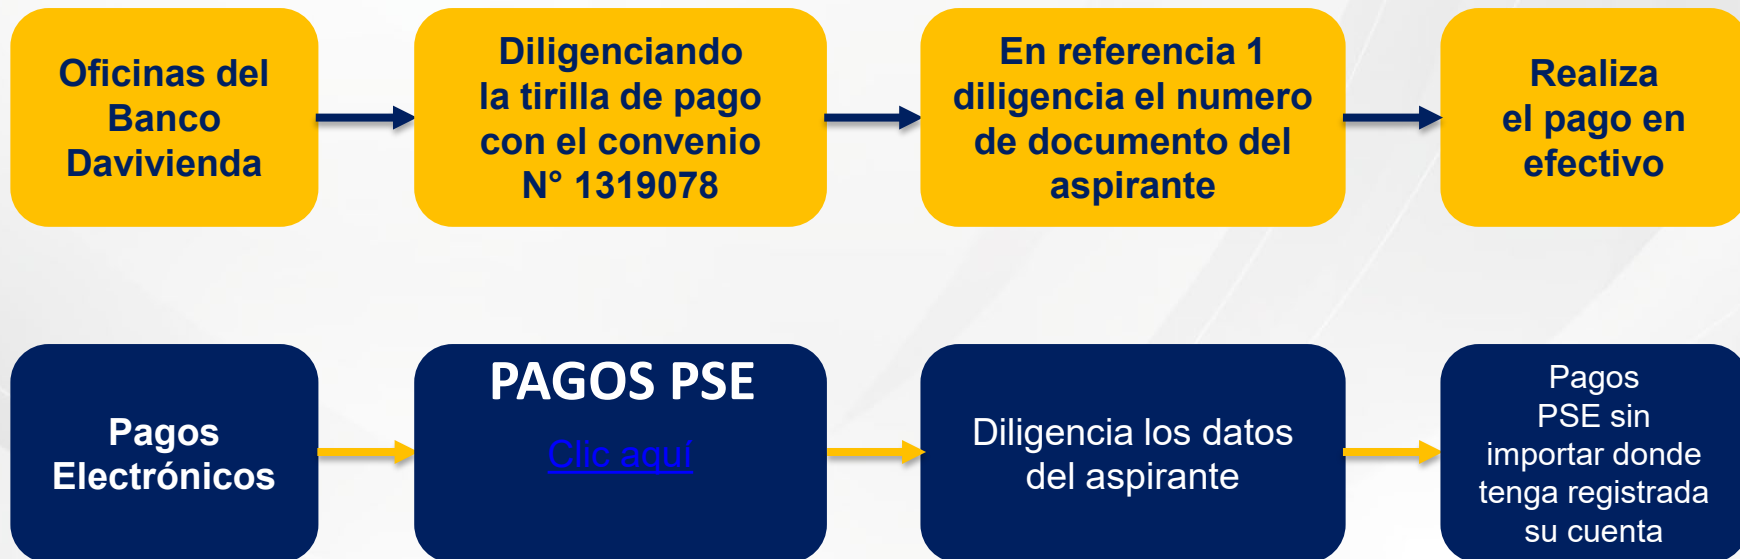 Oficinas del
Banco
Davivienda
Diligenciando
la tirilla de pago
con el convenio
N° 1319078
En referencia 1
diligencia el numero
de documento del
aspirante
Realiza
el pago en
efectivo
Pagos
Electrónicos
PAGOS PSE
Clic aquí
Diligencia los datos
del aspirante
Pagos
PSE sin
importar donde
tenga registrada
su cuenta